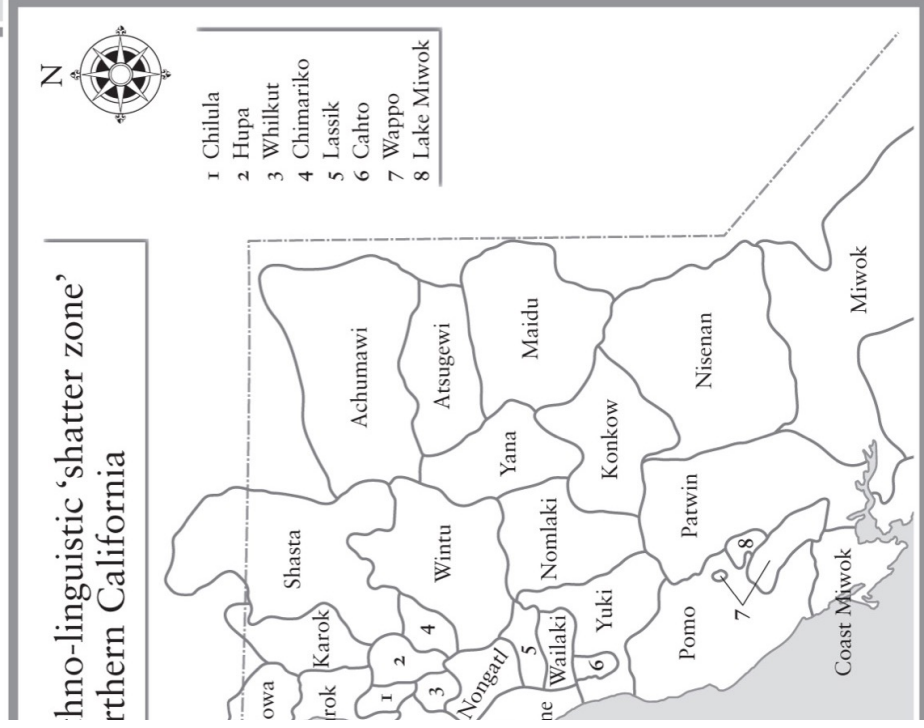 chno-linguistic ‘shatter zone’
rthern California
N
1 Chilula
2 Hupa
3 Whilkut
4 Chimariko
5 Lassik
6 Cahto
7 Wappo
8 Lake Miwok
Achumawi
Atsugewi
Maidu
Shasta
Yana
Konkow
Nisenan
Miwok
Karok
Wintu
Nomlaki
Patwin
owa
rok
1
2
3
4
Nongatl
5
Wailaki
6
Yuki
ne
Pomo
7
8
Coast Miwok